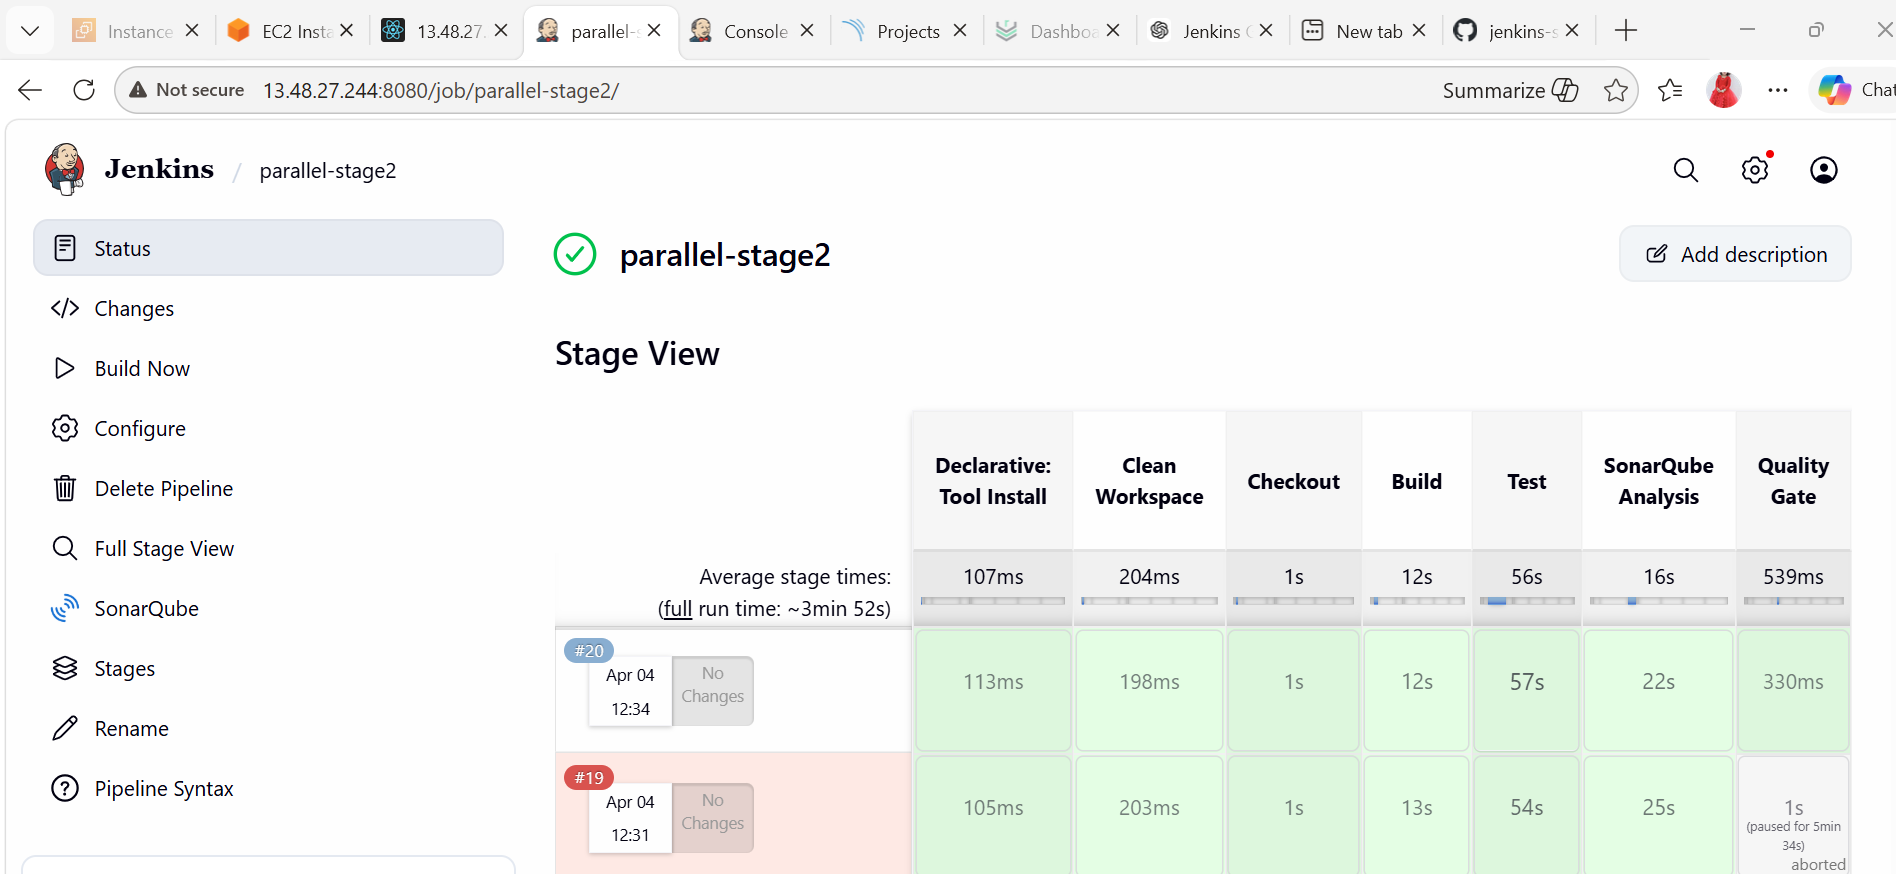 Instance
EC2 Insta
13.48.27.
parallel-s
Console
Projects
Dashboa
Jenkins
New tab
jenkins-s
Not secure
13.48.27.244:8080/job/parallel-stage2/
Summarize
Chat
Jenkins / parallel-stage2
Status
Changes
Build Now
Configure
Delete Pipeline
Full Stage View
SonarQube
Stages
Rename
Pipeline Syntax
parallel-stage2
Add description
Stage View
Declarative:
Tool Install
Clean
Workspace
Checkout
Build
Test
SonarQube
Analysis
Quality
Gate
Average stage times:
(full run time: ~3min 52s)
107ms
204ms
1s
12s
56s
16s
539ms
#20
Apr 04
12:34
No
Changes
113ms
198ms
1s
12s
57s
22s
330ms
#19
Apr 04
12:31
No
Changes
105ms
203ms
1s
13s
54s
25s
1s
(paused for 5min
34s)
aborted